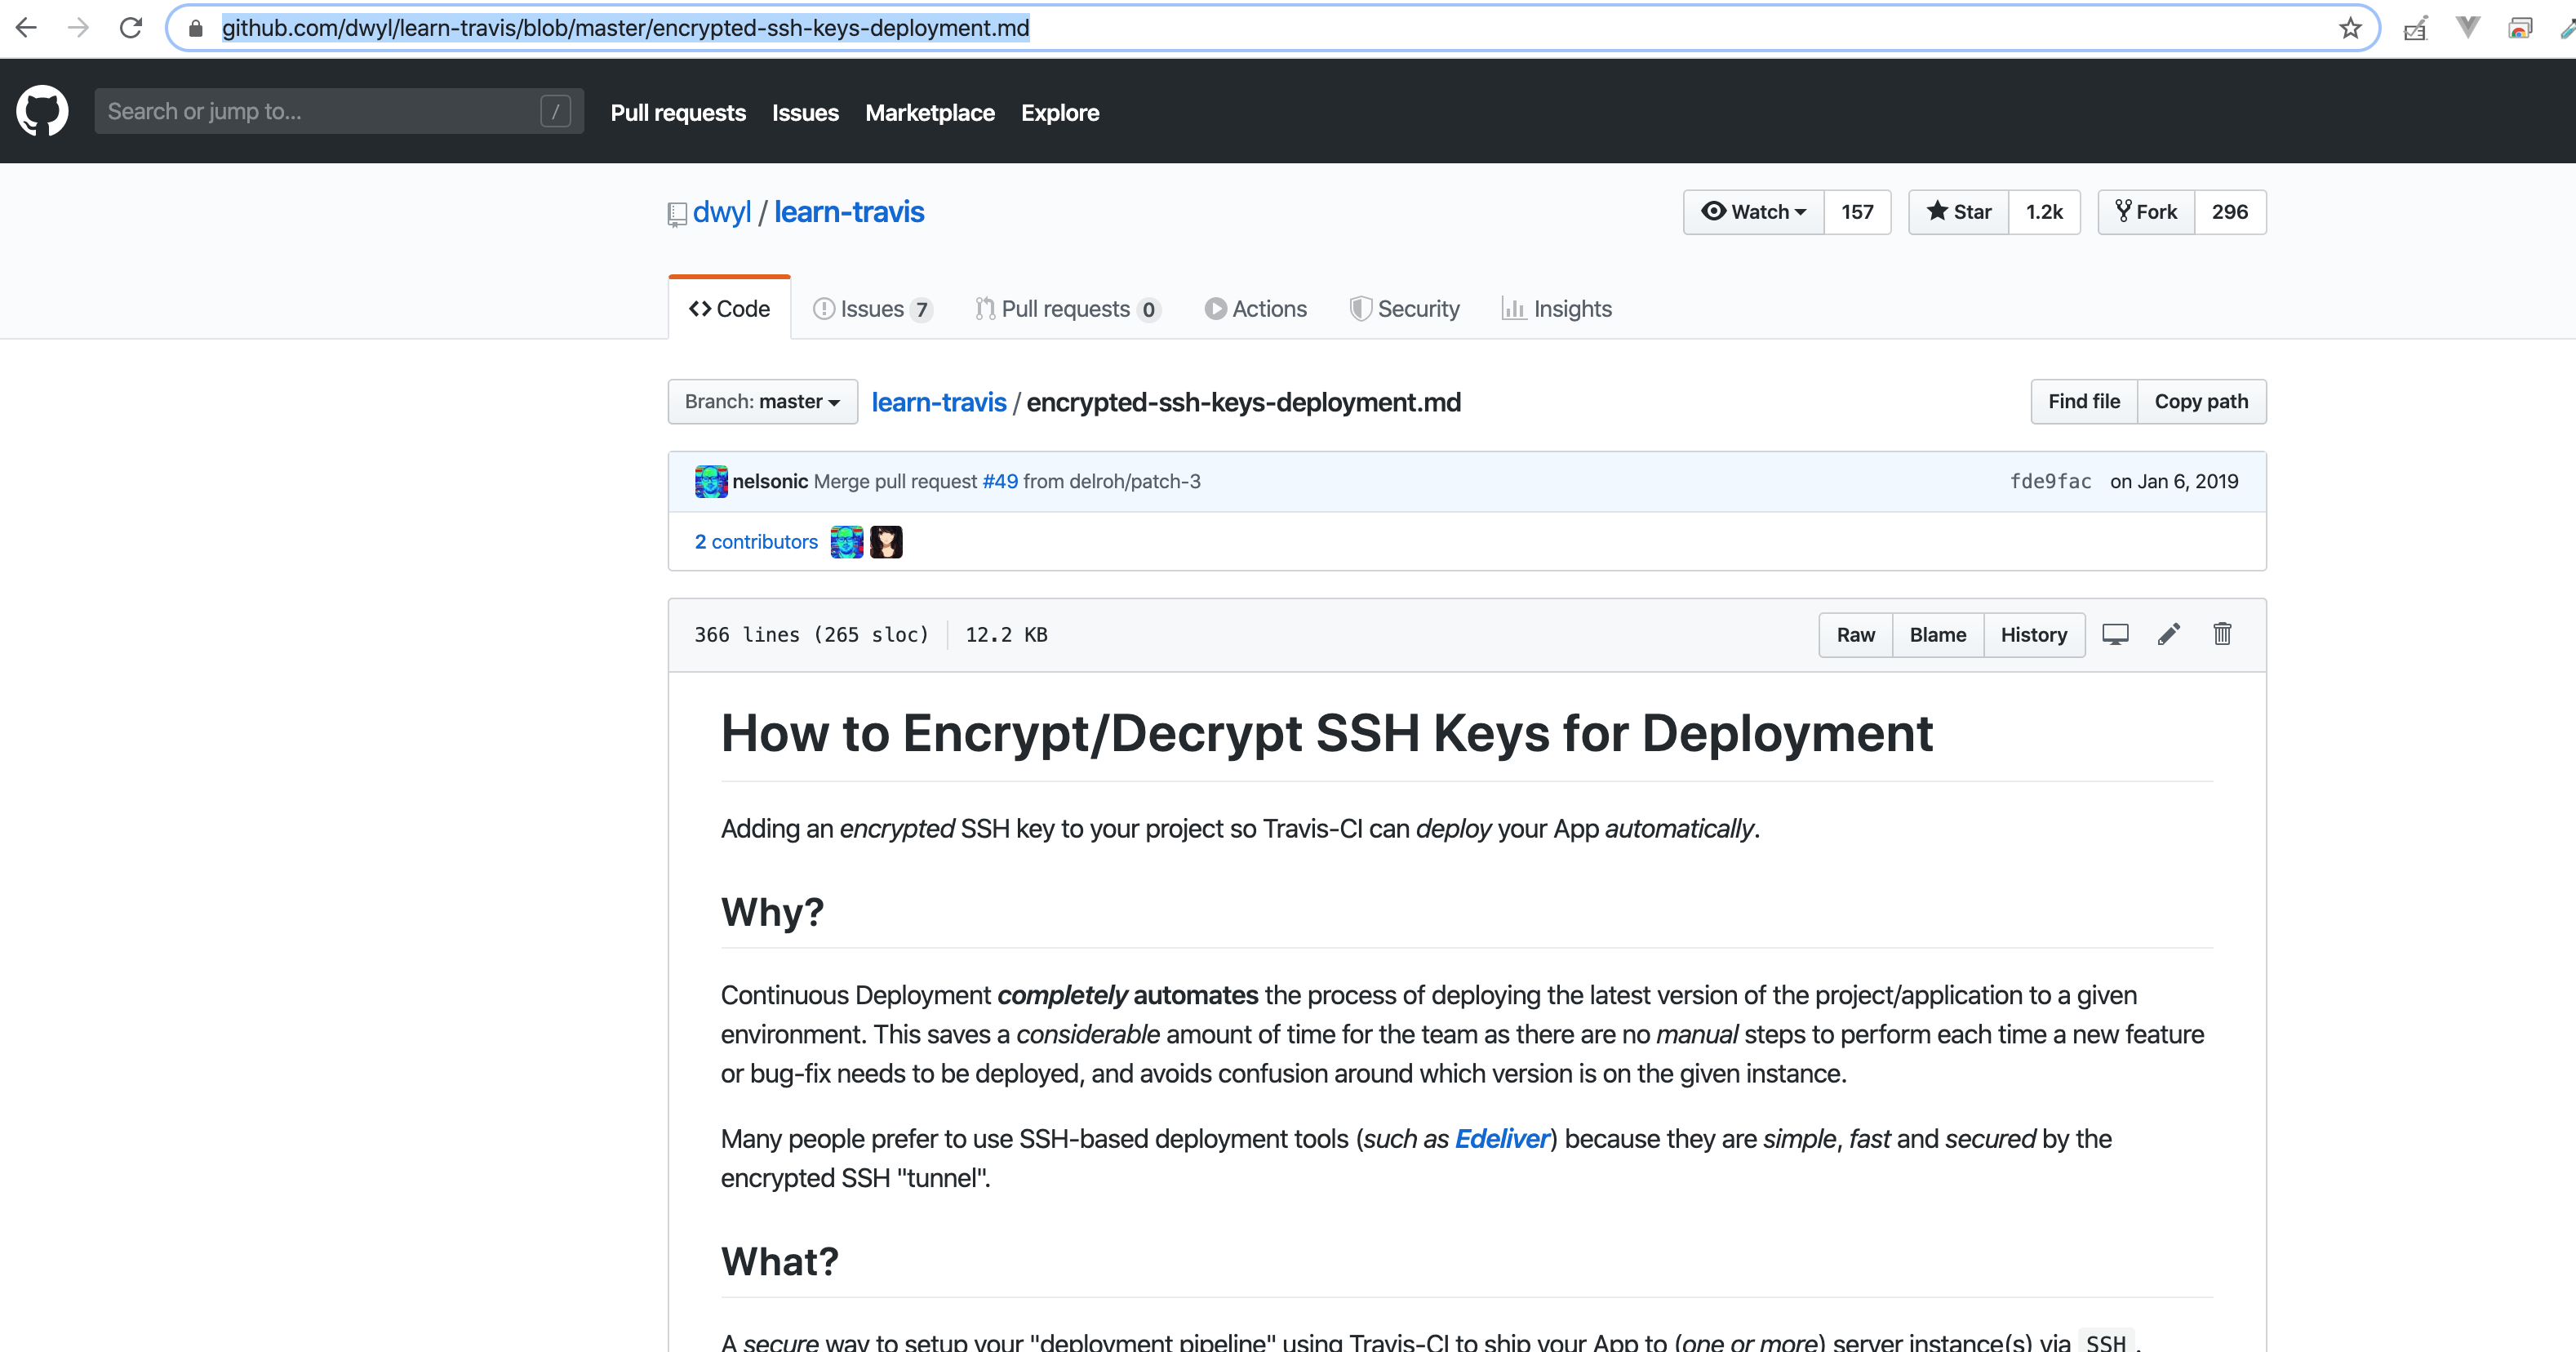 github.com/dwyl/learn-travis/blob/master/encrypted-ssh-keys-deployment.md
Search or jump to... /
Pull requests Issues Marketplace Explore
dwyl / learn-travis
Watch 157 Star 1.2k Fork 296
Code Issues 7 Pull requests 0 Actions Security Insights
Branch: master learn-travis / encrypted-ssh-keys-deployment.md Find file Copy path
nelsonic Merge pull request #49 from delroh/patch-3 fde9fac on Jan 6, 2019
2 contributors
366 lines (265 sloc) 12.2 KB Raw Blame History
How to Encrypt/Decrypt SSH Keys for Deployment
Adding an encrypted SSH key to your project so Travis-CI can deploy your App automatically.
Why?
Continuous Deployment completely automates the process of deploying the latest version of the project/application to a given
environment. This saves a considerable amount of time for the team as there are no manual steps to perform each time a new feature
or bug-fix needs to be deployed, and avoids confusion around which version is on the given instance.
Many people prefer to use SSH-based deployment tools (such as Edeliver) because they are simple, fast and secured by the
encrypted SSH "tunnel".
What?
A secure way to setup your "deployment pipeline" using Travis-CI to ship your App to (one or more) server instance(s) via SSH.